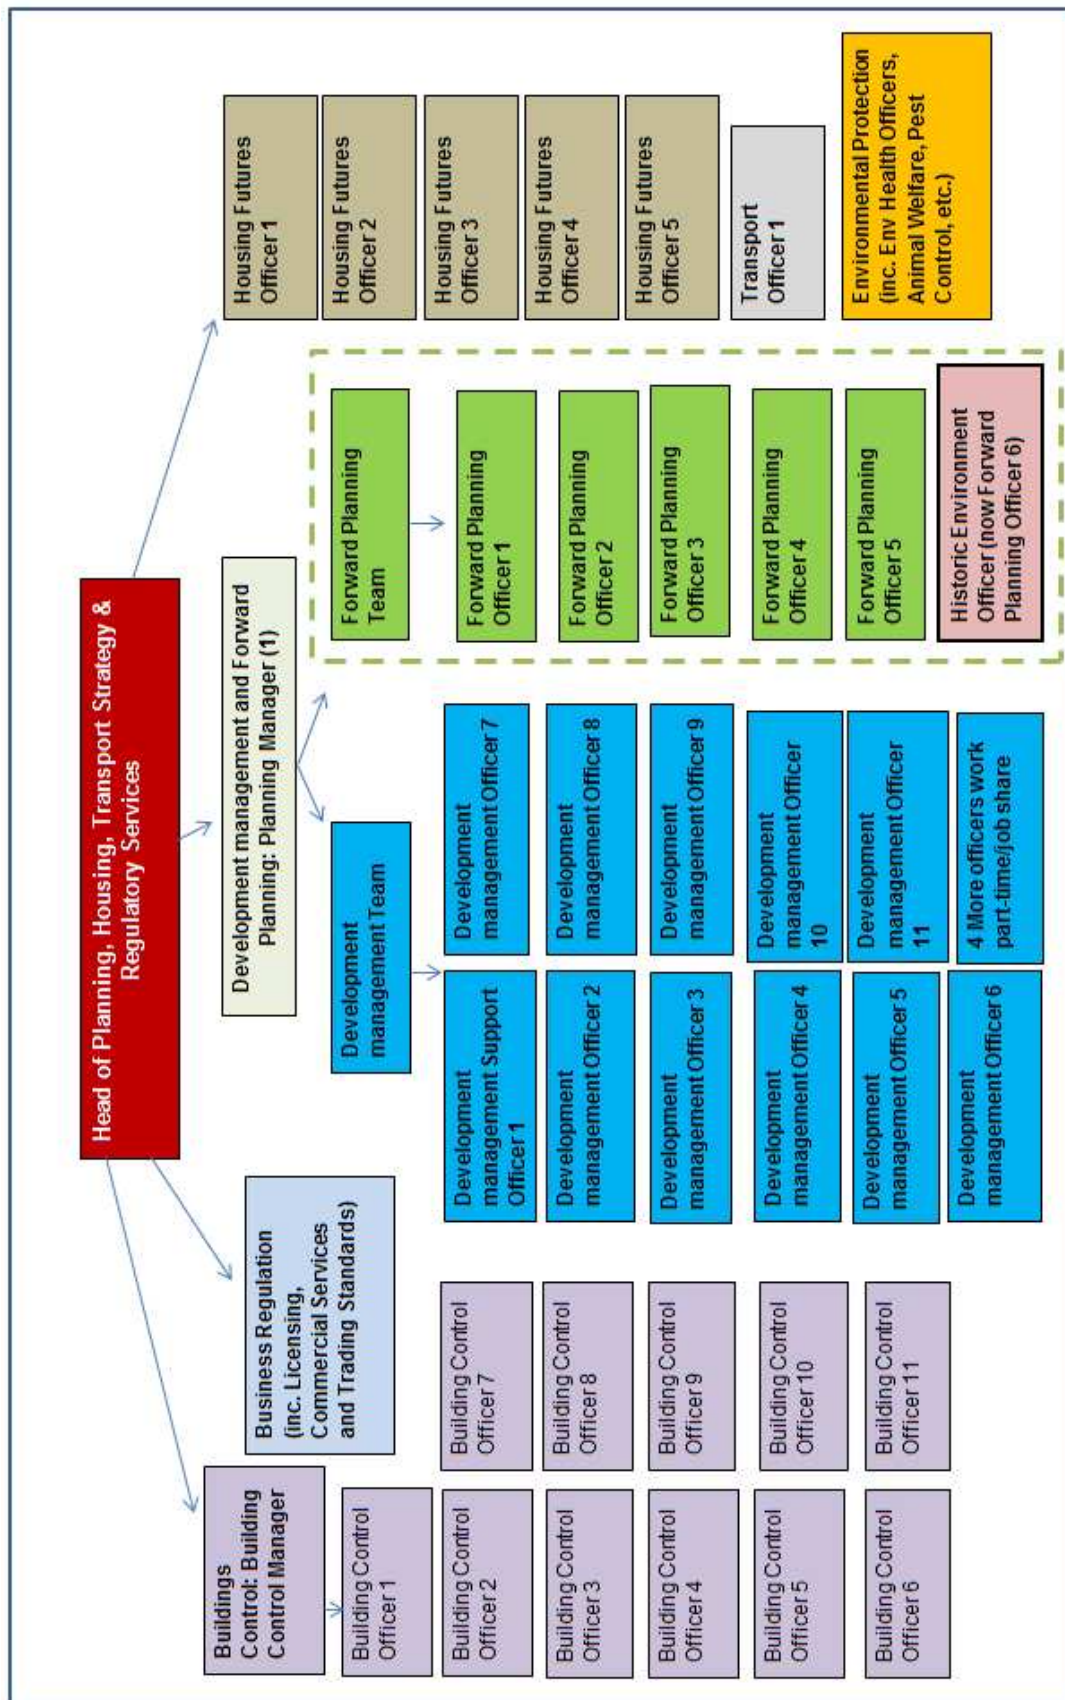 Head of Planning, Housing, Transport Strategy &
Regulatory Services
Buildings
Control: Building
Control Manager
Building Control
Officer 1
Building Control
Officer 2
Building Control
Officer 3
Building Control
Officer 4
Building Control
Officer 5
Building Control
Officer 6
Building Control
Officer 7
Building Control
Officer 8
Building Control
Officer 9
Building Control
Officer 10
Building Control
Officer 11
Business Regulation
(inc. Licensing,
Commercial Services
and Trading Standards)
Development management and Forward
Planning: Planning Manager (1)
Development
management Team
Development
management Support
Officer 1
Development
management Officer 2
Development
management Officer 3
Development
management Officer 4
Development
management Officer 5
Development
management Officer 6
Development
management Officer 7
Development
management Officer 8
Development
management Officer 9
Development
management Officer
10
Development
management Officer
11
4 More officers work
part-time/job share
Forward Planning
Team
Forward Planning
Officer 1
Forward Planning
Officer 2
Forward Planning
Officer 3
Forward Planning
Officer 4
Forward Planning
Officer 5
Historic Environment
Officer (now Forward
Planning Officer 6)
Housing Futures
Officer 1
Housing Futures
Officer 2
Housing Futures
Officer 3
Housing Futures
Officer 4
Housing Futures
Officer 5
Transport
Officer 1
Environmental Protection
(inc. Env Health Officers,
Animal Welfare, Pest
Control, etc.)